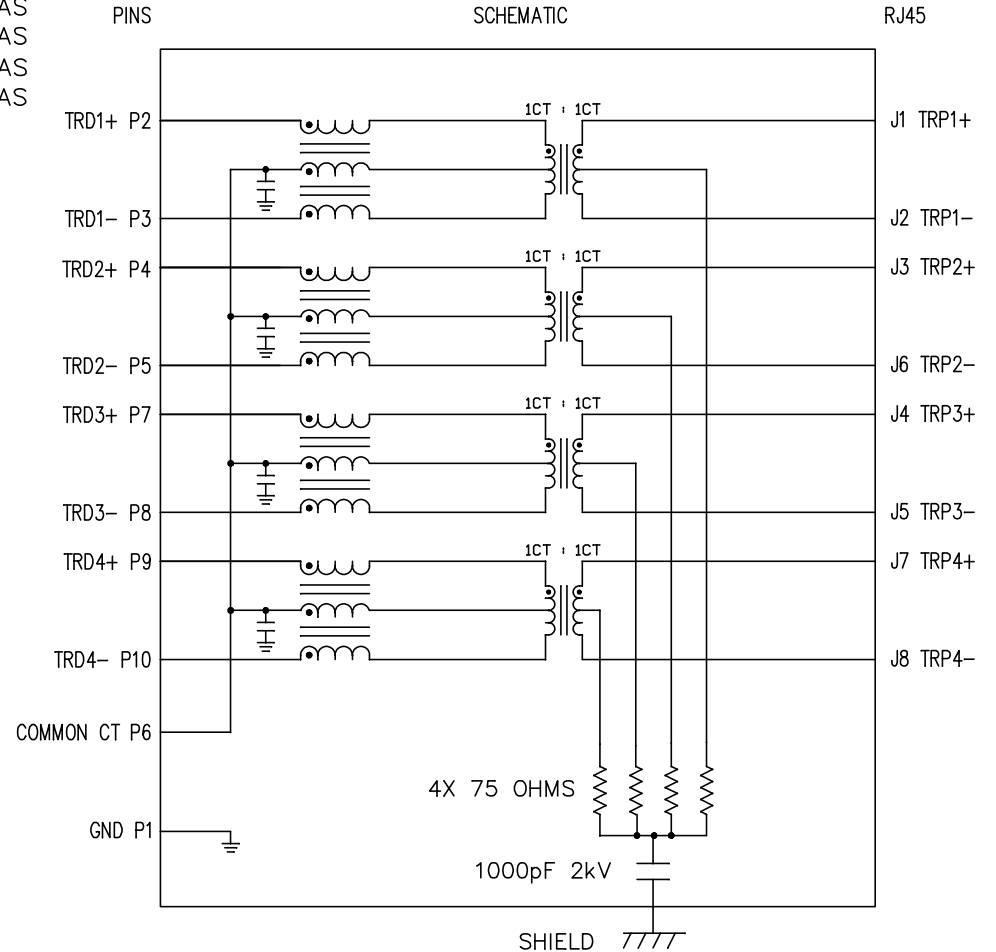 AS
AS
AS
AS
PINS SCHEMATIC RJ45
1CT : 1CT
TRD1+ P2 J1 TRP1+
TRD1- P3 J2 TRP1-
1CT : 1CT
TRD2+ P4 J3 TRP2+
TRD2- P5 J6 TRP2-
1CT : 1CT
TRD3+ P7 J4 TRP3+
TRD3- P8 J5 TRP3-
1CT : 1CT
TRD4+ P9 J7 TRP4+
TRD4- P10 J8 TRP4-
COMMON CT P6
4X 75 OHMS
GND P1
1000pF 2kV
SHIELD